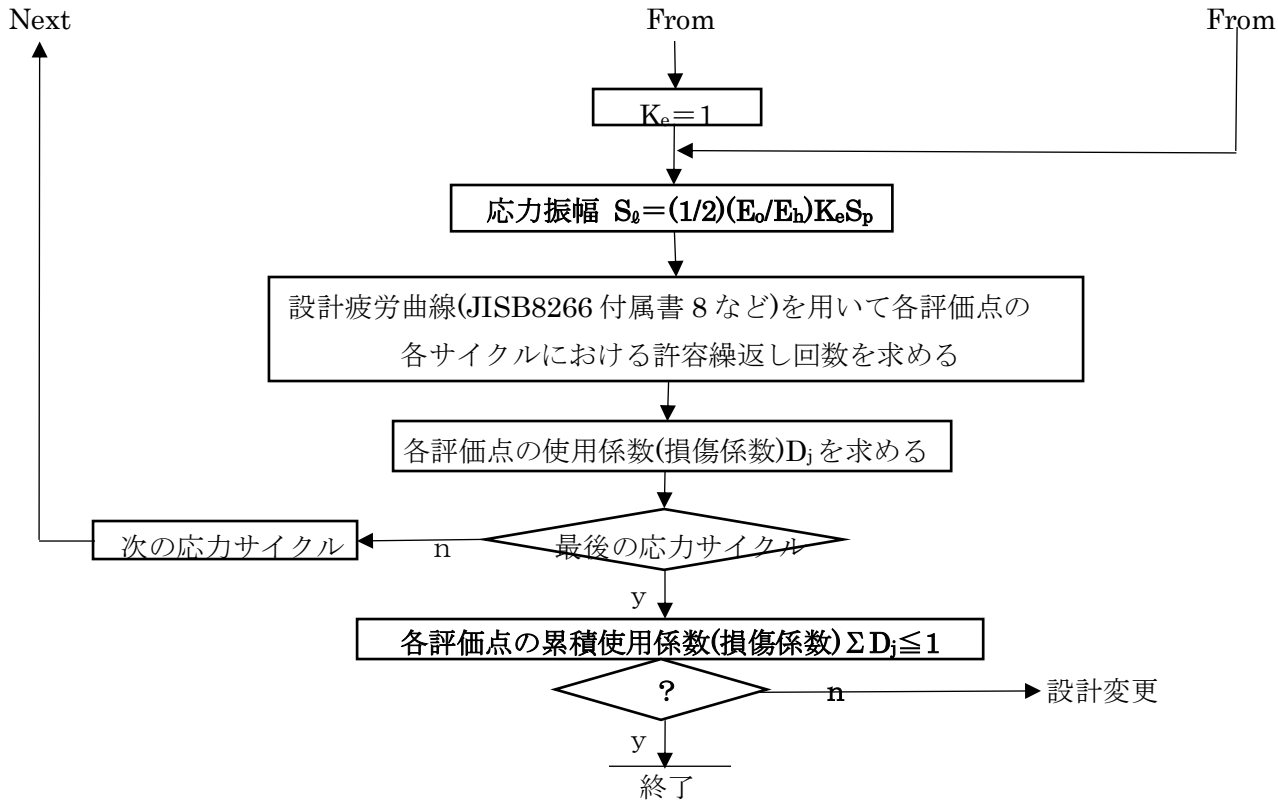 Next From From
Kₑ＝1
応力振幅 Sℓ＝(1/2)(Eₒ/Eₕ)KₑSₚ
設計疲労曲線(JISB8266 付属書 8 など)を用いて各評価点の
各サイクルにおける許容繰返し回数を求める
各評価点の使用係数(損傷係数)Dⱼを求める
次の応力サイクル n 最後の応力サイクル
y
各評価点の累積使用係数(損傷係数)ΣDⱼ≦1
? n 設計変更
y
終了